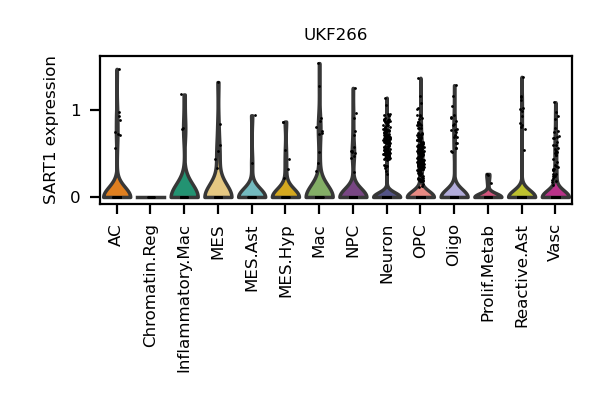 UKF266
SART1 expression
1
0
AC
Chromatin.Reg
Inflammatory.Mac
MES
MES.Ast
MES.Hyp
Mac
NPC
Neuron
OPC
Oligo
Prolif.Metab
Reactive.Ast
Vasc